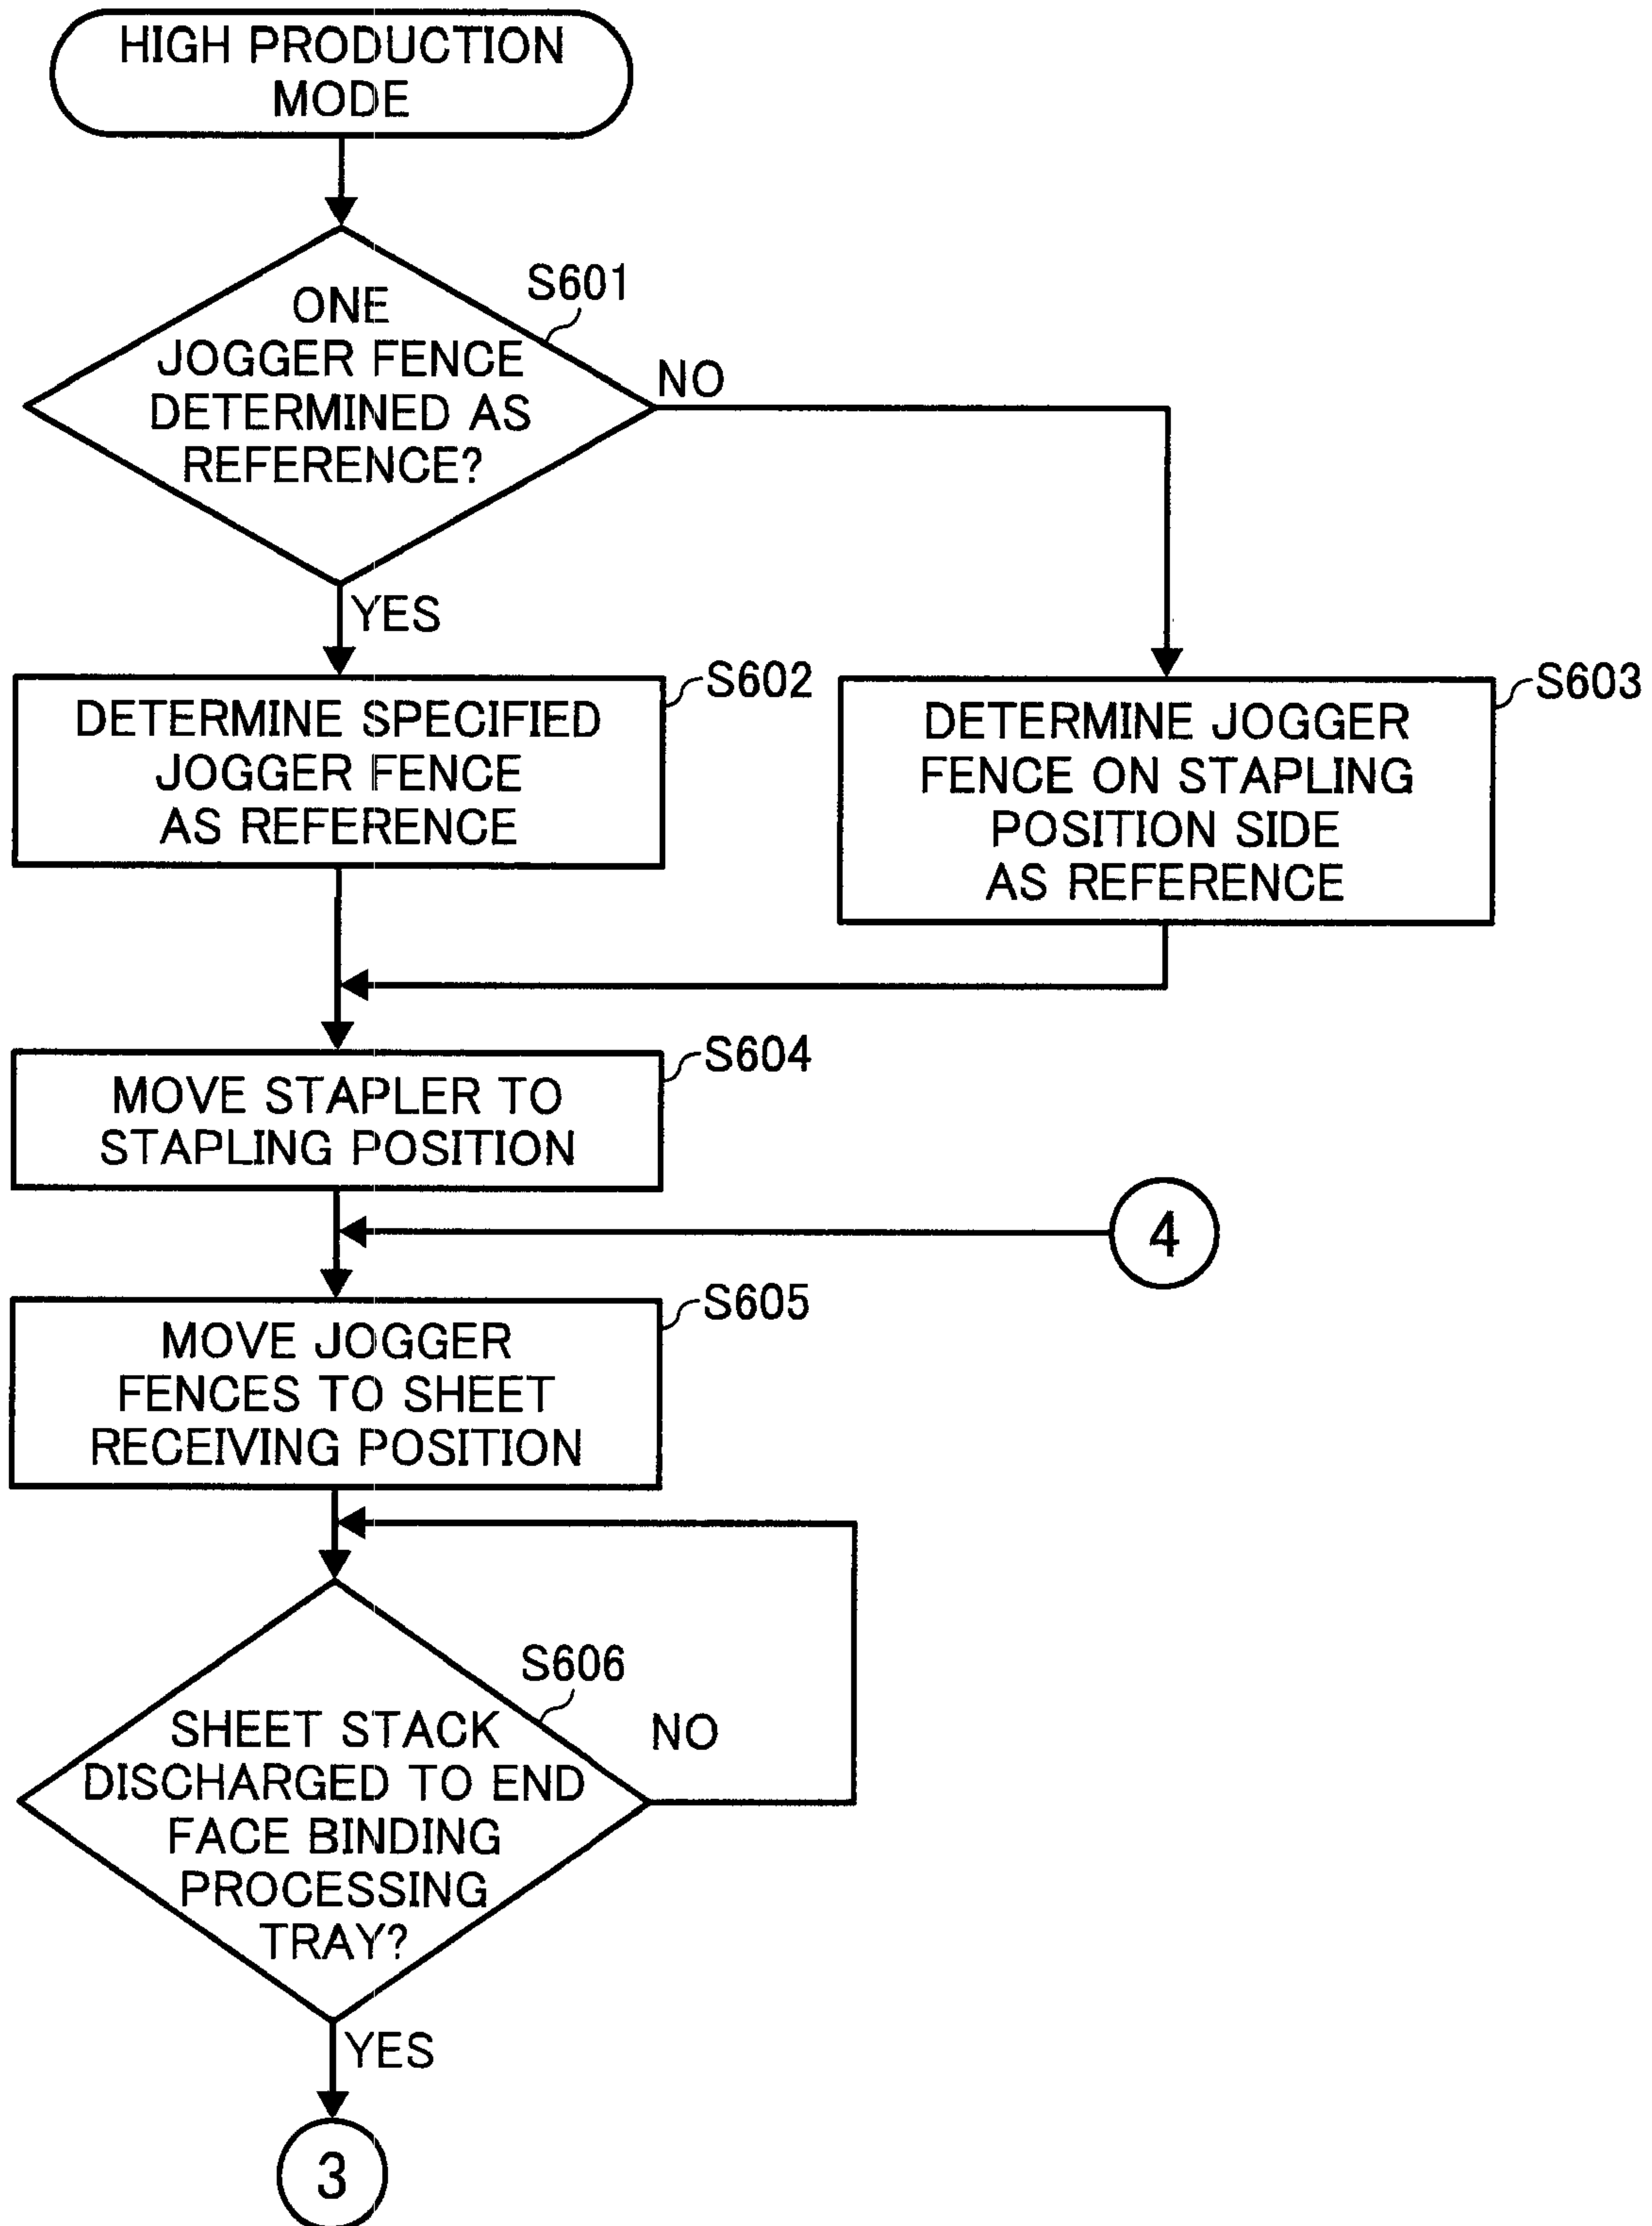 HIGH PRODUCTION
MODE
S601
ONE
JOGGER FENCE
DETERMINED AS
REFERENCE?
NO
YES
S602
DETERMINE SPECIFIED
JOGGER FENCE
AS REFERENCE
S603
DETERMINE JOGGER
FENCE ON STAPLING
POSITION SIDE
AS REFERENCE
S604
MOVE STAPLER TO
STAPLING POSITION
4
S605
MOVE JOGGER
FENCES TO SHEET
RECEIVING POSITION
S606
SHEET STACK
DISCHARGED TO END
FACE BINDING
PROCESSING
TRAY?
NO
YES
3